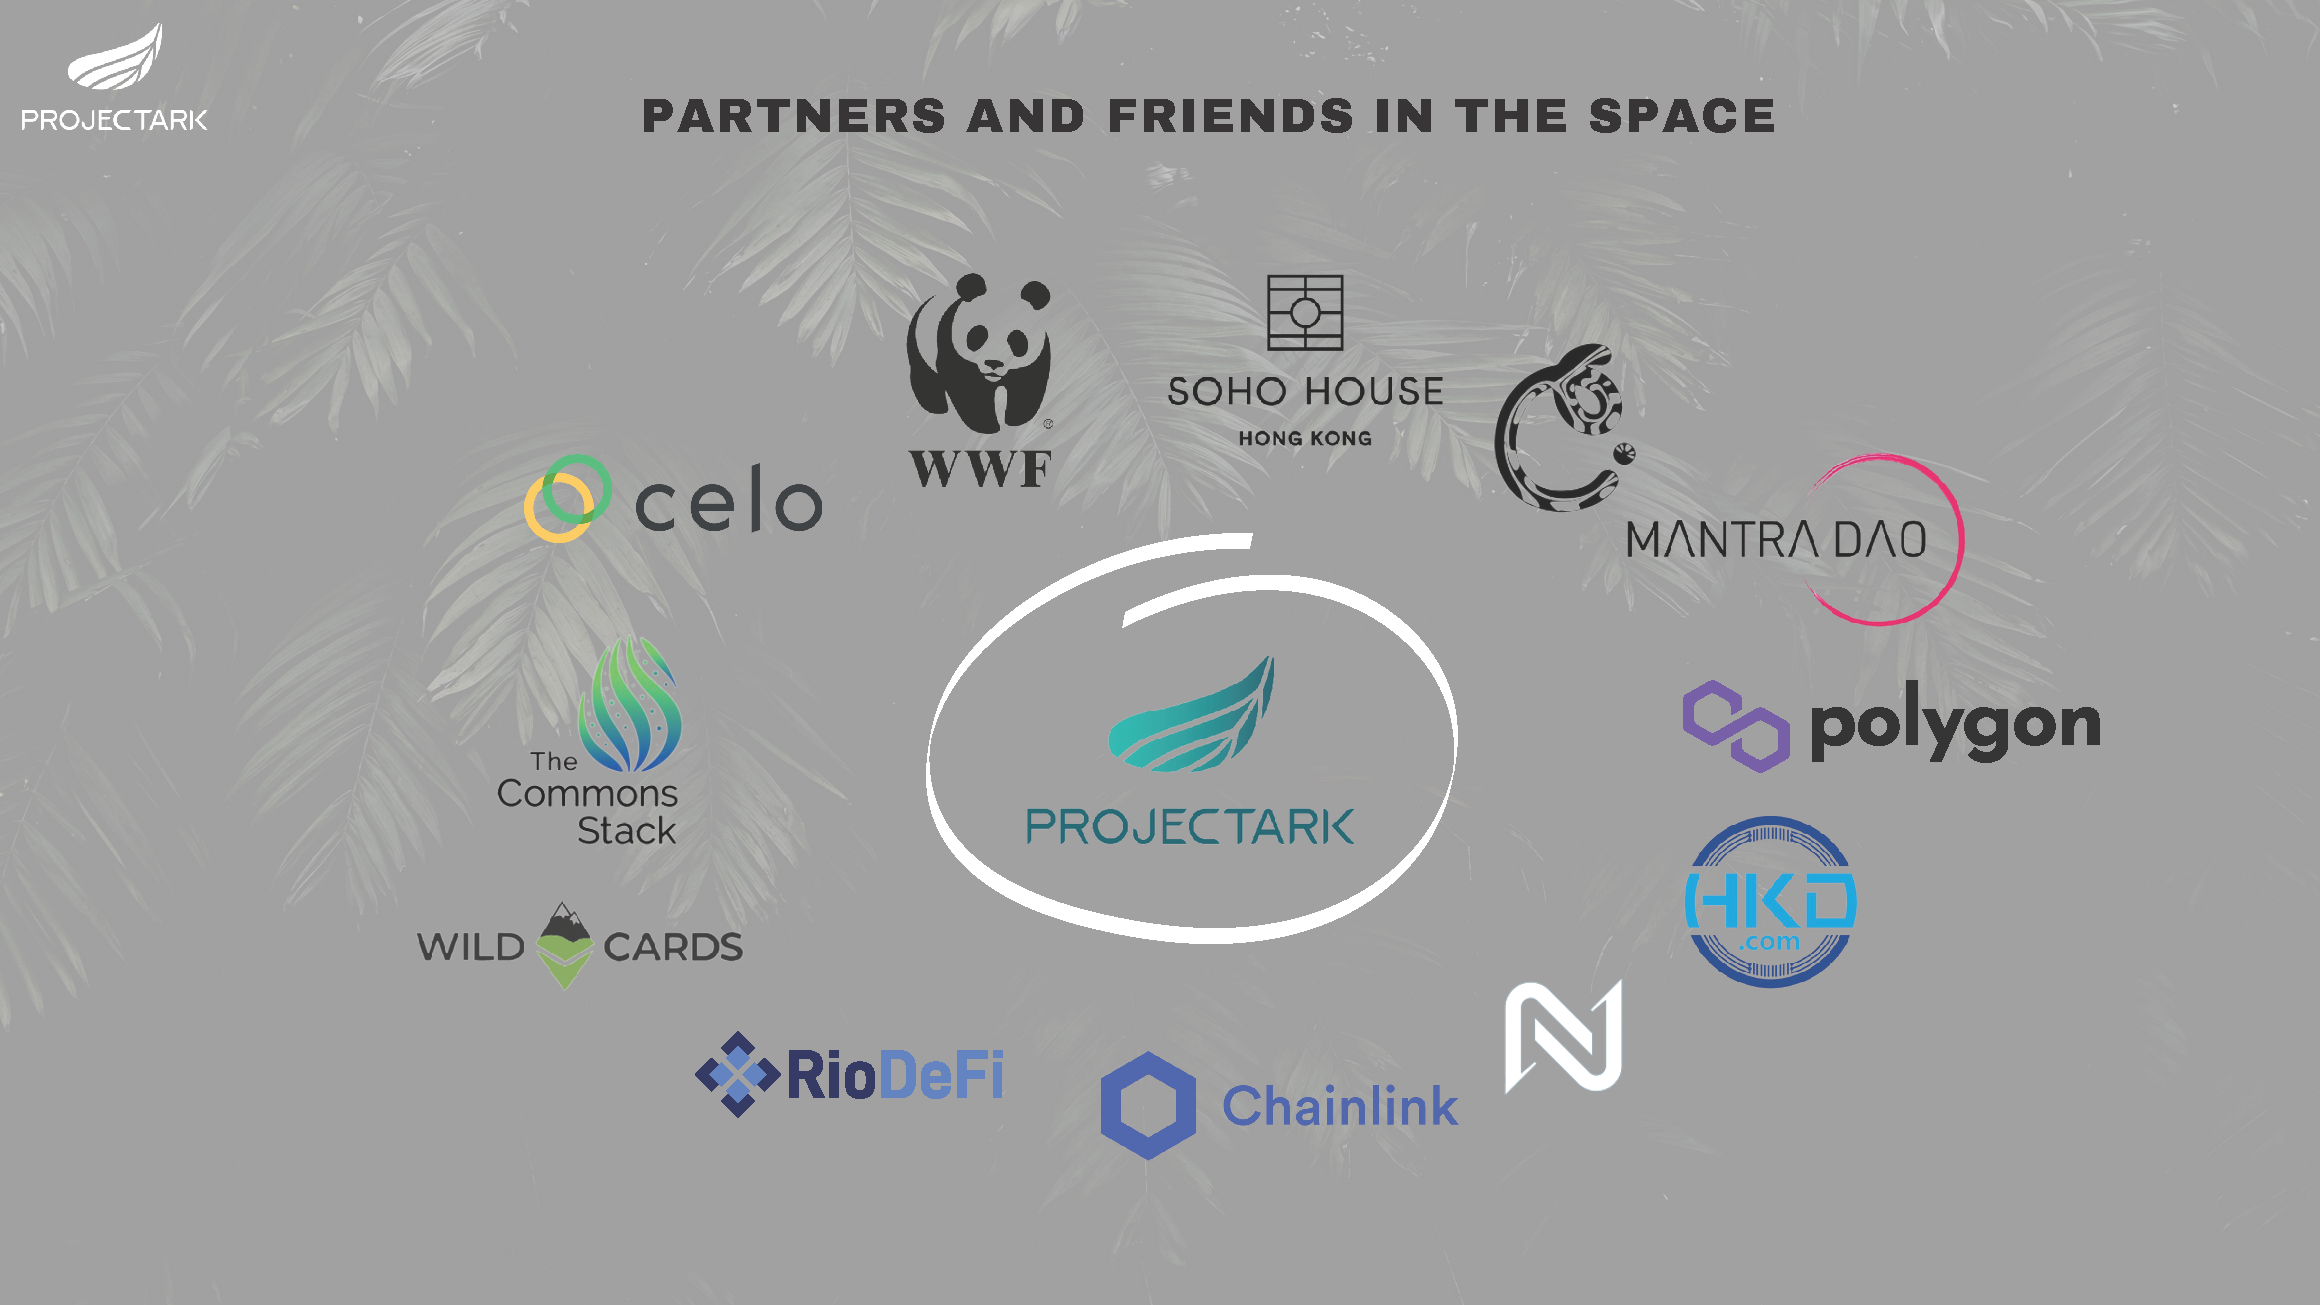 PROJECTARK
PARTNERS AND FRIENDS IN THE SPACE
WWF
®
SOHO HOUSE
HONG KONG
celo
MANTRA DAO
The
Commons
Stack
PROJECTARK
polygon
HKD
.com
WILD CARDS
RioDeFi
Chainlink
N